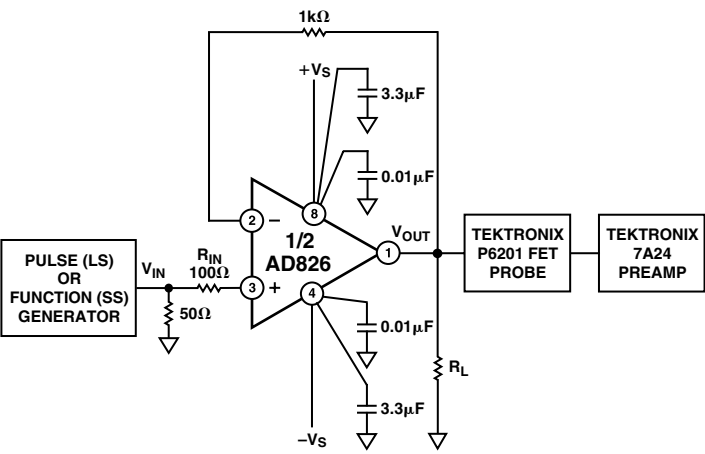 1kΩ
+VS
3.3µF
0.01µF
2
–
8
1/2
AD826
VOUT
1
TEKTRONIX
P6201 FET
PROBE
TEKTRONIX
7A24
PREAMP
PULSE (LS)
OR
FUNCTION (SS)
GENERATOR
VIN
RIN
100Ω
3
+
4
50Ω
0.01µF
RL
3.3µF
–VS